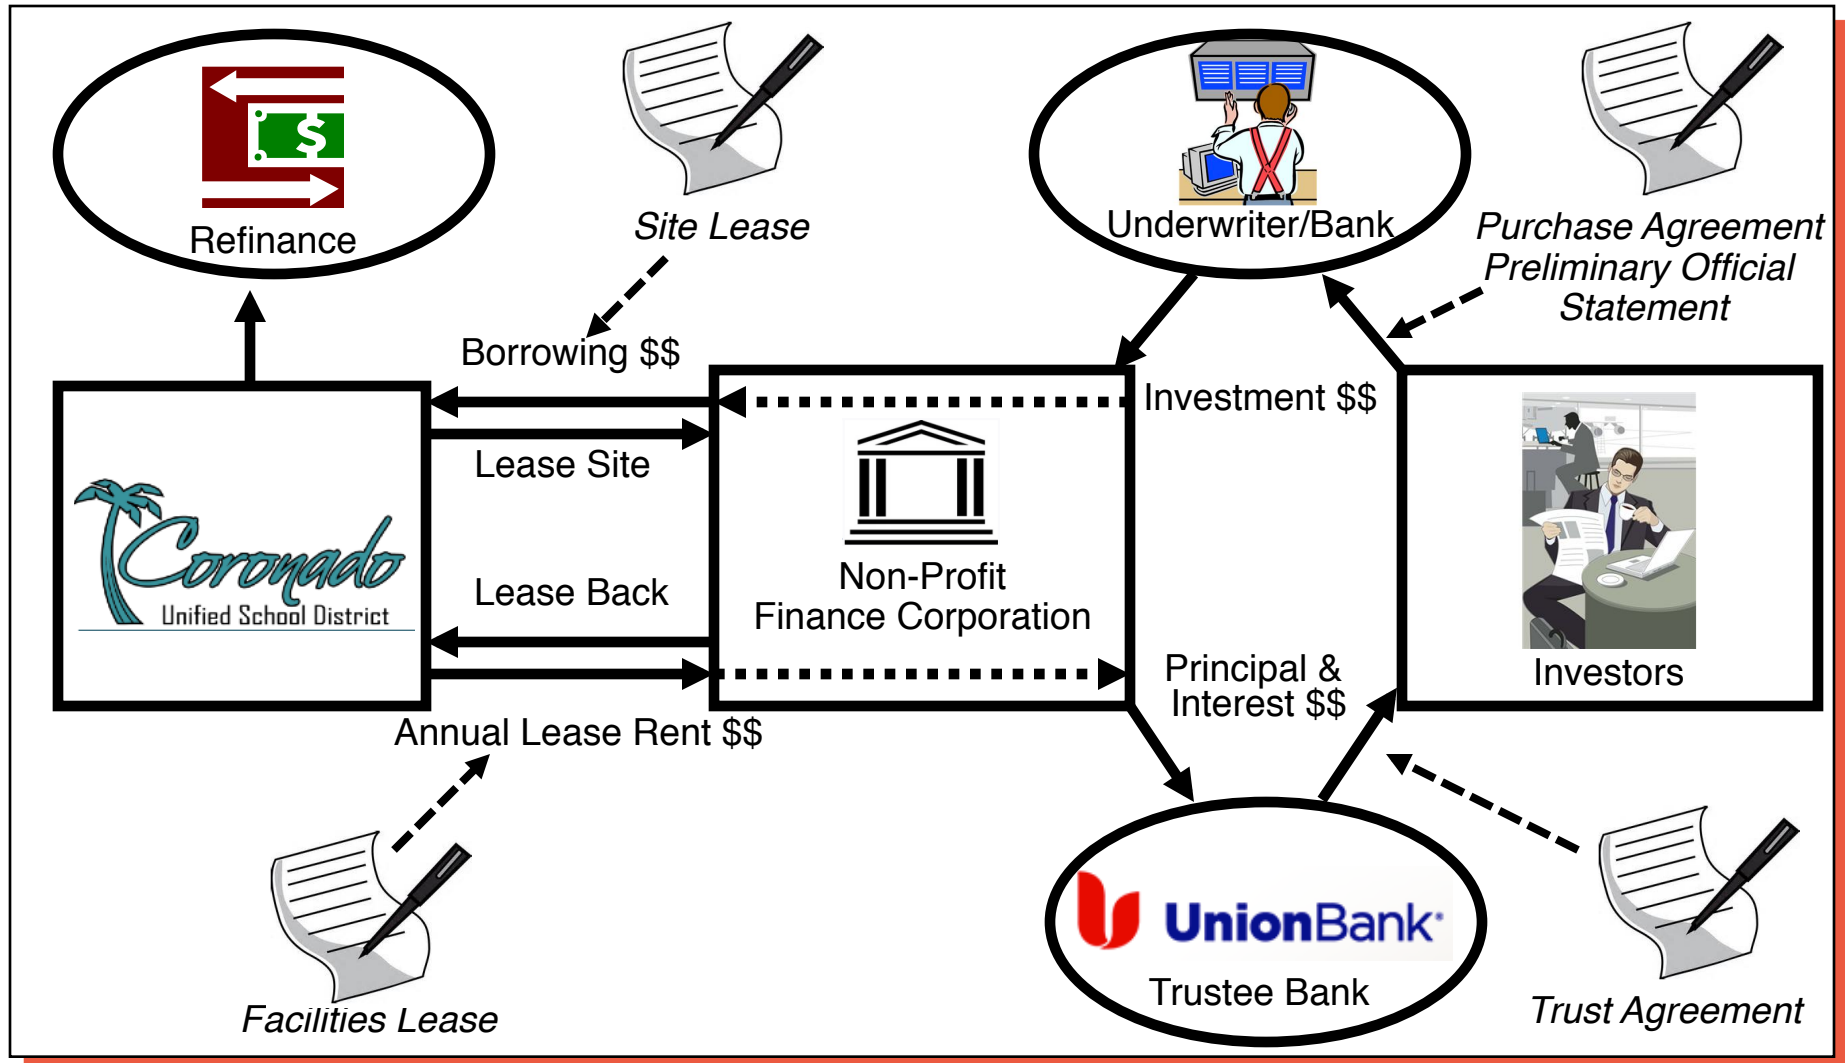 Refinance
Site Lease
Underwriter/Bank
Purchase Agreement
Preliminary Official
Statement
Borrowing $$
Investment $$
Lease Site
Coronado
Unified School District
Lease Back
Non-Profit
Finance Corporation
Principal &
Interest $$
Investors
Annual Lease Rent $$
UnionBank
Trustee Bank
Facilities Lease
Trust Agreement